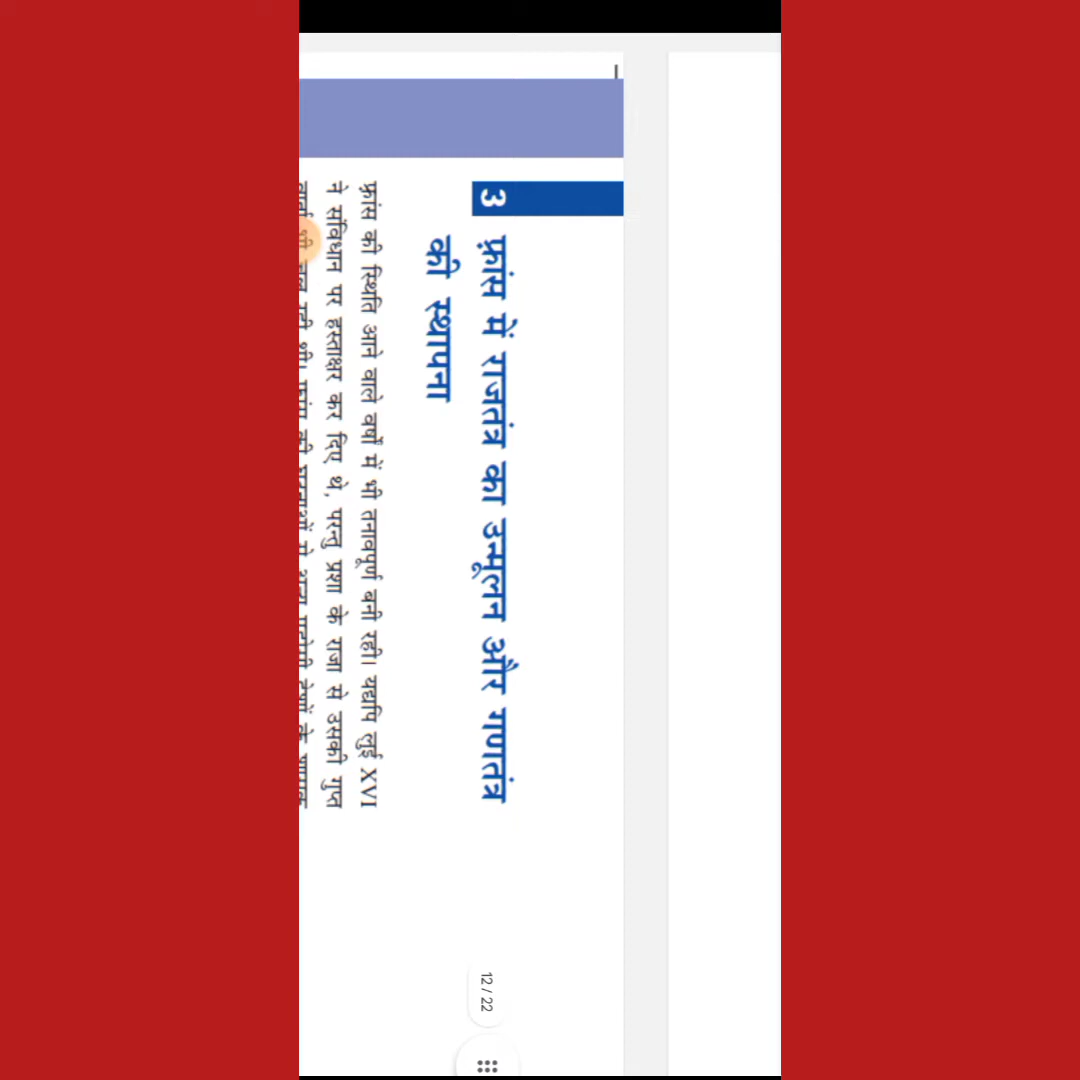 3 फ़्रांस में राजतंत्र का उन्मूलन और गणतंत्र
की स्थापना
फ़्रांस की स्थिति आने वाले वर्षों में भी तनावपूर्ण बनी रही। यद्यपि लुई XVI
ने संविधान पर हस्ताक्षर कर दिए थे, परन्तु प्रशा के राजा से उसकी गुप्त
12 / 22